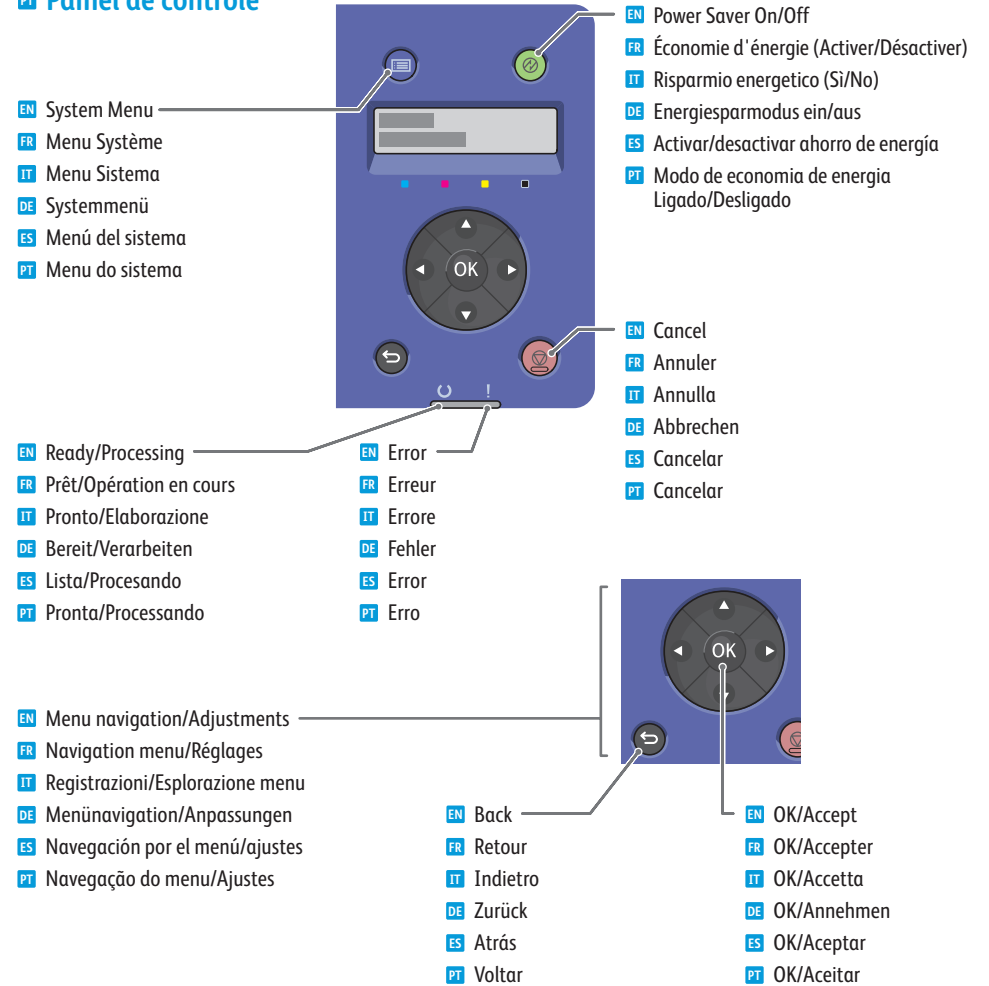 PT Painel de controle
EN Power Saver On/Off
FR Économie d'énergie (Activer/Désactiver)
IT Risparmio energetico (Sì/No)
DE Energiesparmodus ein/aus
ES Activar/desactivar ahorro de energía
PT Modo de economia de energia
Ligado/Desligado
EN System Menu
FR Menu Système
IT Menu Sistema
DE Systemmenü
ES Menú del sistema
PT Menu do sistema
OK
EN Cancel
FR Annuler
IT Annulla
DE Abbrechen
ES Cancelar
PT Cancelar
!
EN Ready/Processing
FR Prêt/Opération en cours
IT Pronto/Elaborazione
DE Bereit/Verarbeiten
ES Lista/Procesando
PT Pronta/Processando
EN Error
FR Erreur
IT Errore
DE Fehler
ES Error
PT Erro
OK
EN Menu navigation/Adjustments
FR Navigation menu/Réglages
IT Registrazioni/Esplorazione menu
DE Menünavigation/Anpassungen
ES Navegación por el menú/ajustes
PT Navegação do menu/Ajustes
EN Back
FR Retour
IT Indietro
DE Zurück
ES Atrás
PT Voltar
EN OK/Accept
FR OK/Accepter
IT OK/Accetta
DE OK/Annehmen
ES OK/Aceptar
PT OK/Aceitar